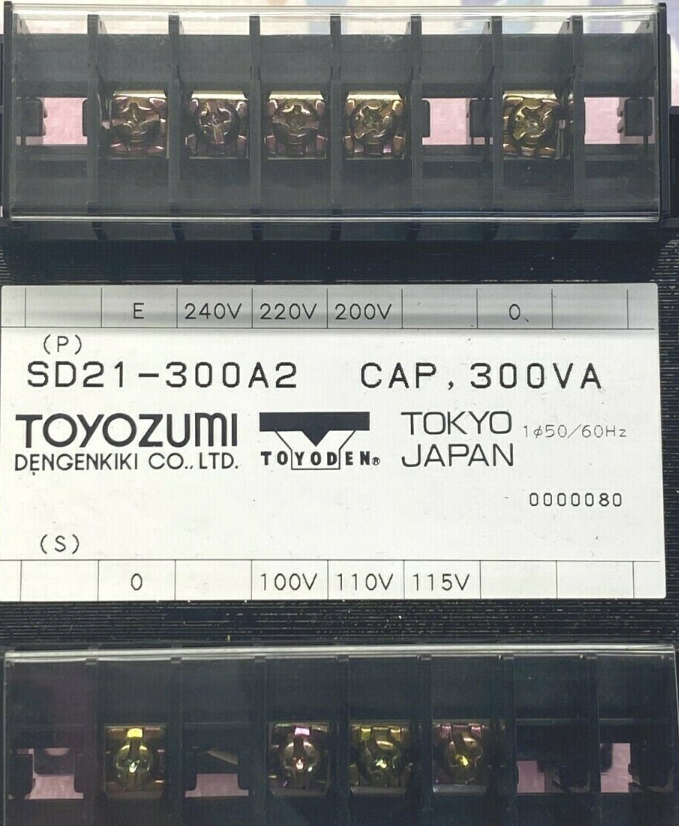 E 240V 220V 200V 0
(P)
SD21-300A2 CAP, 300VA
TOYOZUMI
DENGENKIKI CO., LTD.
TOYODEN®
TOKYO
JAPAN
1φ50/60Hz
0000080
(S)
0 100V 110V 115V